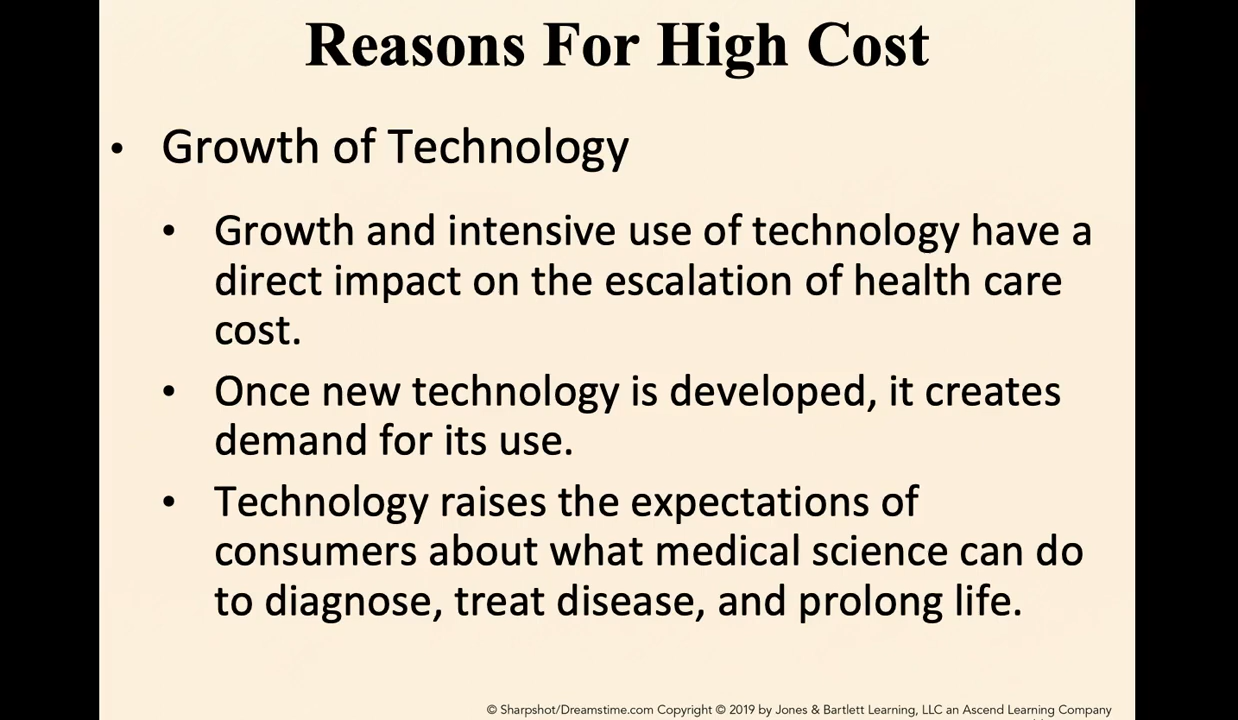 Reasons For High Cost
• Growth of Technology
• Growth and intensive use of technology have a
direct impact on the escalation of health care
cost.
• Once new technology is developed, it creates
demand for its use.
• Technology raises the expectations of
consumers about what medical science can do
to diagnose, treat disease, and prolong life.
© Sharpshot/Dreamstime.com Copyright © 2019 by Jones & Bartlett Learning, LLC an Ascend Learning Company